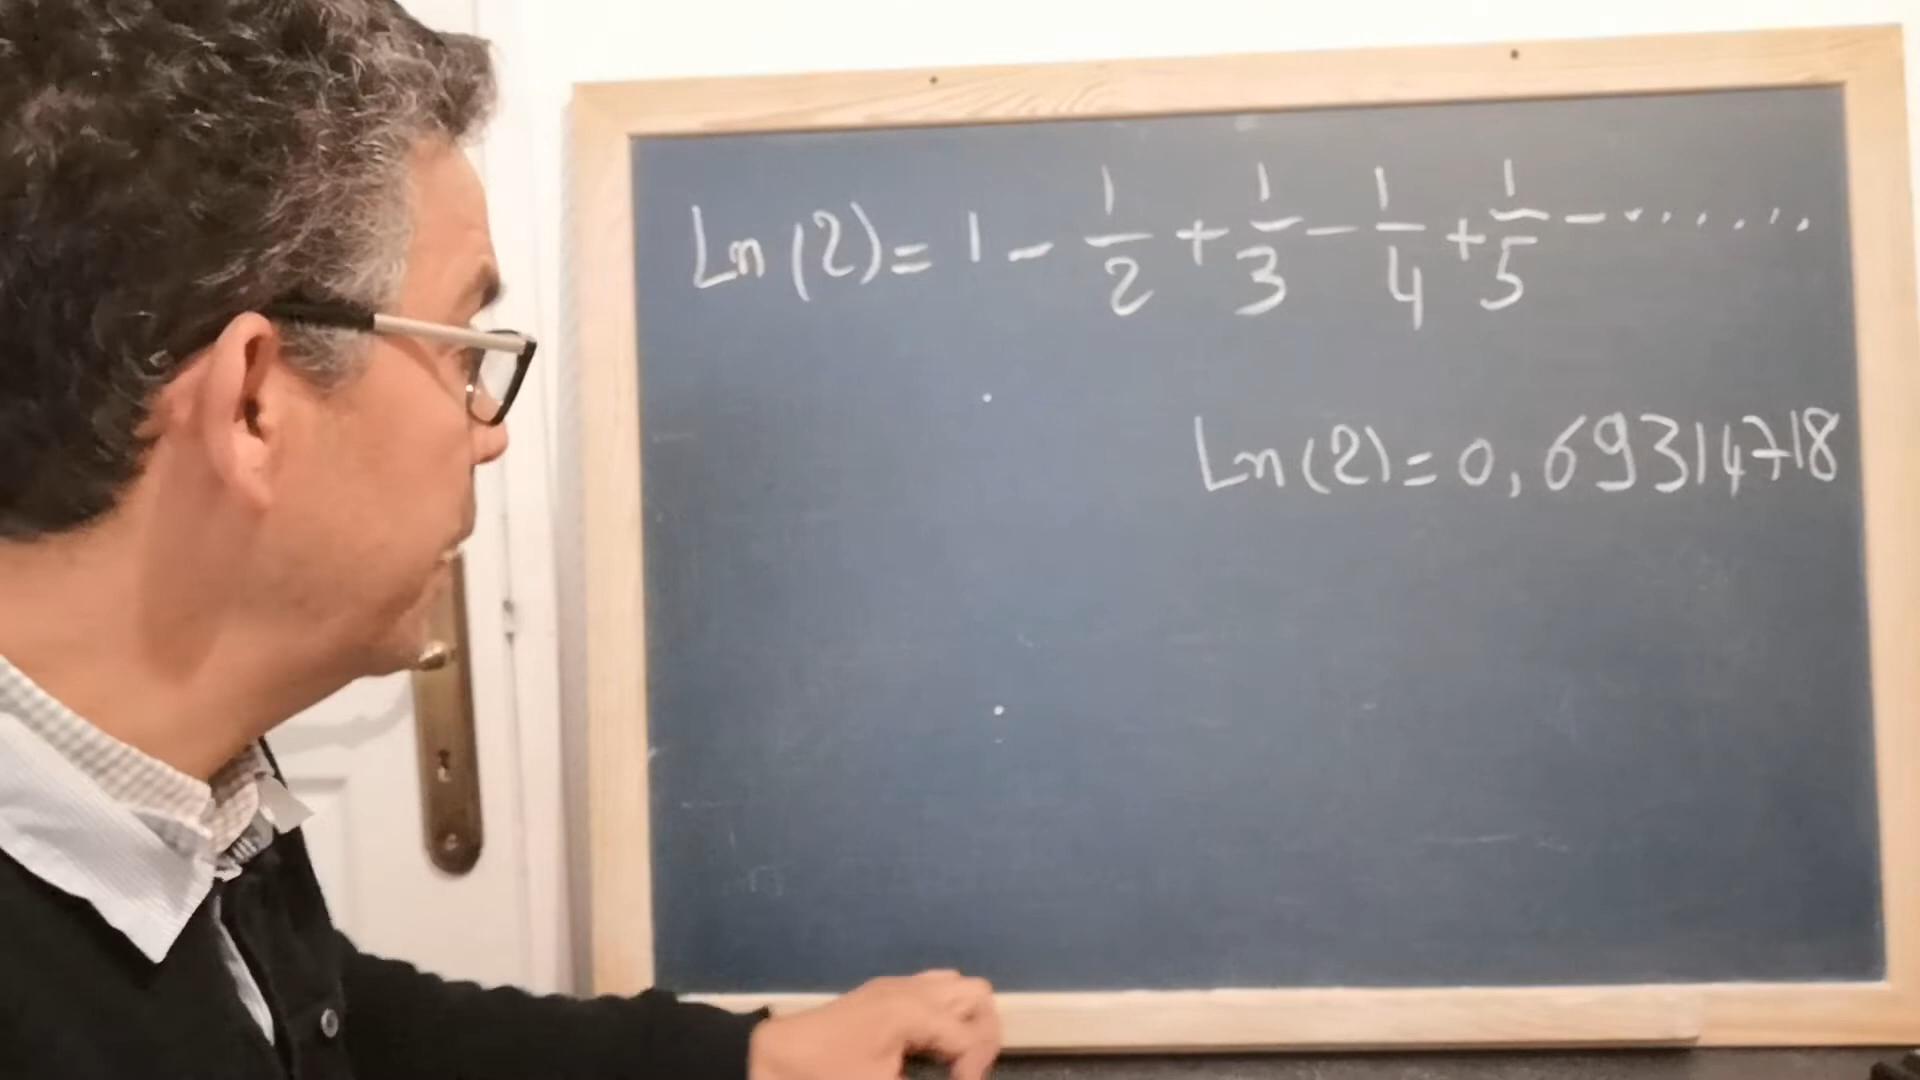 Ln(2)= 1 - 1/2 + 1/3 - 1/4 + 1/5 - .......
Ln(2)= 0,69314718